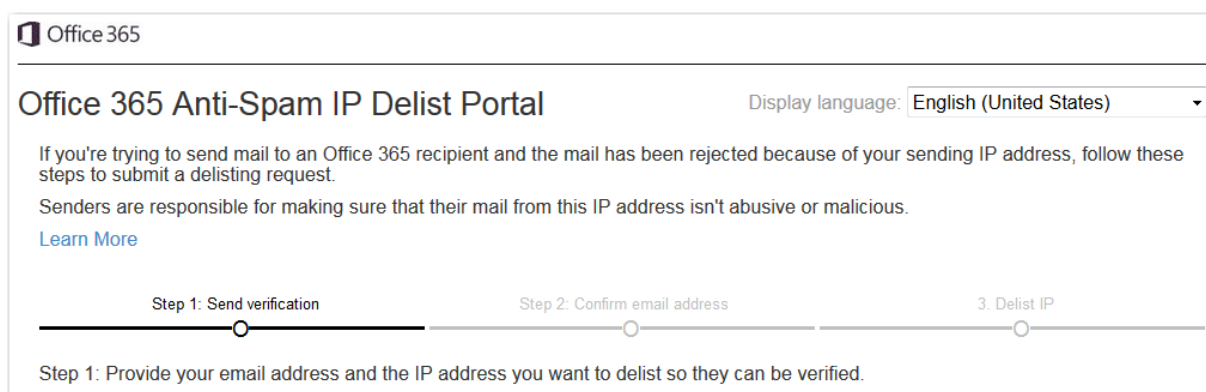 Office 365
Office 365 Anti-Spam IP Delist Portal
Display language: English (United States)
If you're trying to send mail to an Office 365 recipient and the mail has been rejected because of your sending IP address, follow these
steps to submit a delisting request.
Senders are responsible for making sure that their mail from this IP address isn't abusive or malicious.
Learn More
Step 1: Send verification Step 2: Confirm email address 3. Delist IP
Step 1: Provide your email address and the IP address you want to delist so they can be verified.